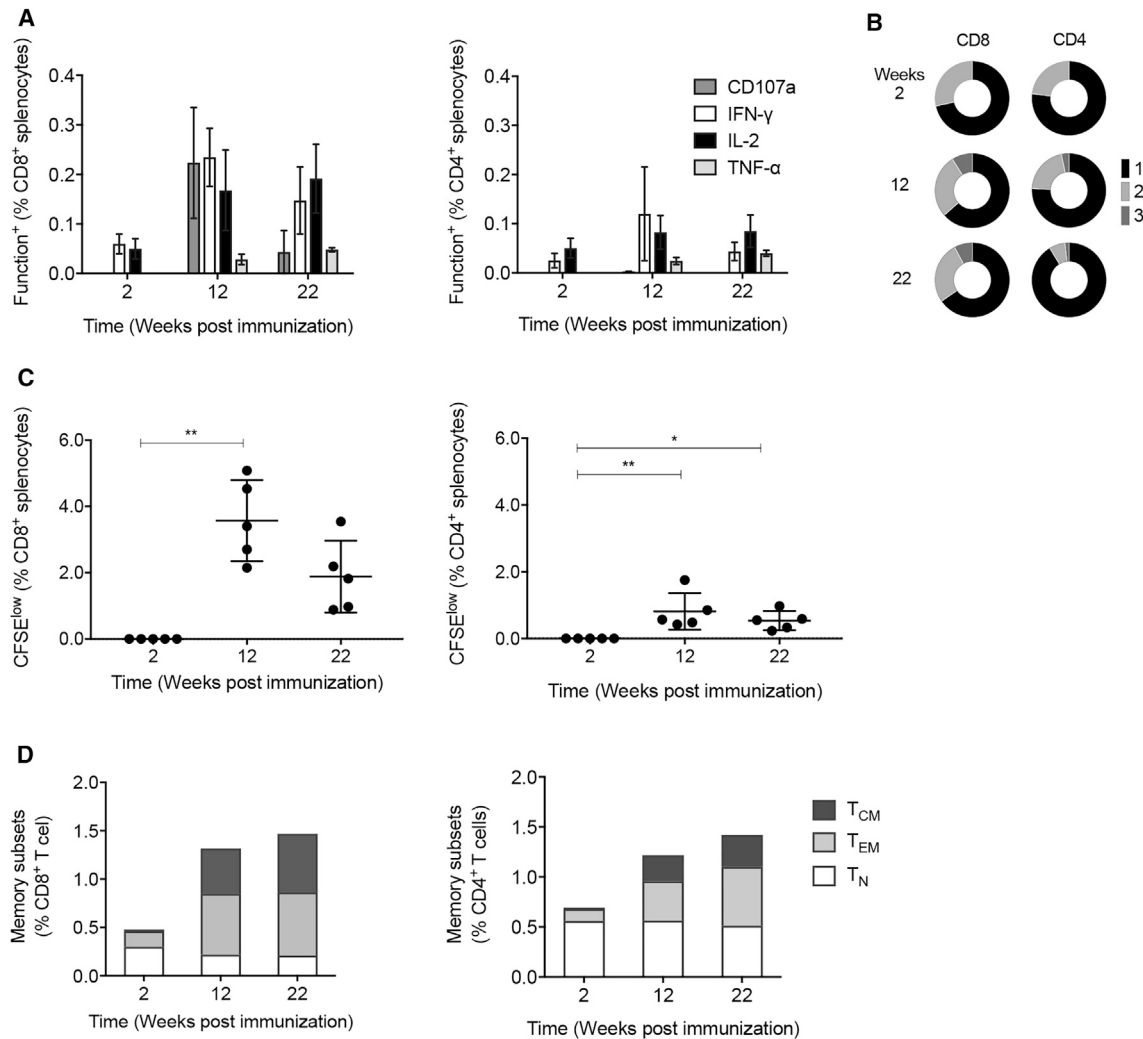 A
Function⁺ (% CD8⁺ splenocytes)
0.4
0.3
0.2
0.1
0.0
2 12 22
Time (Weeks post immunization)
Function⁺ (% CD4⁺ splenocytes)
0.4
0.3
0.2
0.1
0.0
2 12 22
Time (Weeks post immunization)
CD107a
IFN-γ
IL-2
TNF-α
B
CD8 CD4
Weeks
2
12
22
1
2
3
C
CFSEˡᵒʷ (% CD8⁺ splenocytes)
6.0
4.0
2.0
0.0
**
2 12 22
Time (Weeks post immunization)
CFSEˡᵒʷ (% CD4⁺ splenocytes)
6.0
4.0
2.0
0.0
*
**
2 12 22
Time (Weeks post immunization)
D
Memory subsets
(% CD8⁺ T cell)
2.0
1.5
1.0
0.5
0.0
2 12 22
Time (Weeks post immunization)
Memory subsets
(% CD4⁺ T cells)
2.0
1.5
1.0
0.5
0.0
2 12 22
Time (Weeks post immunization)
T_CM
T_EM
T_N